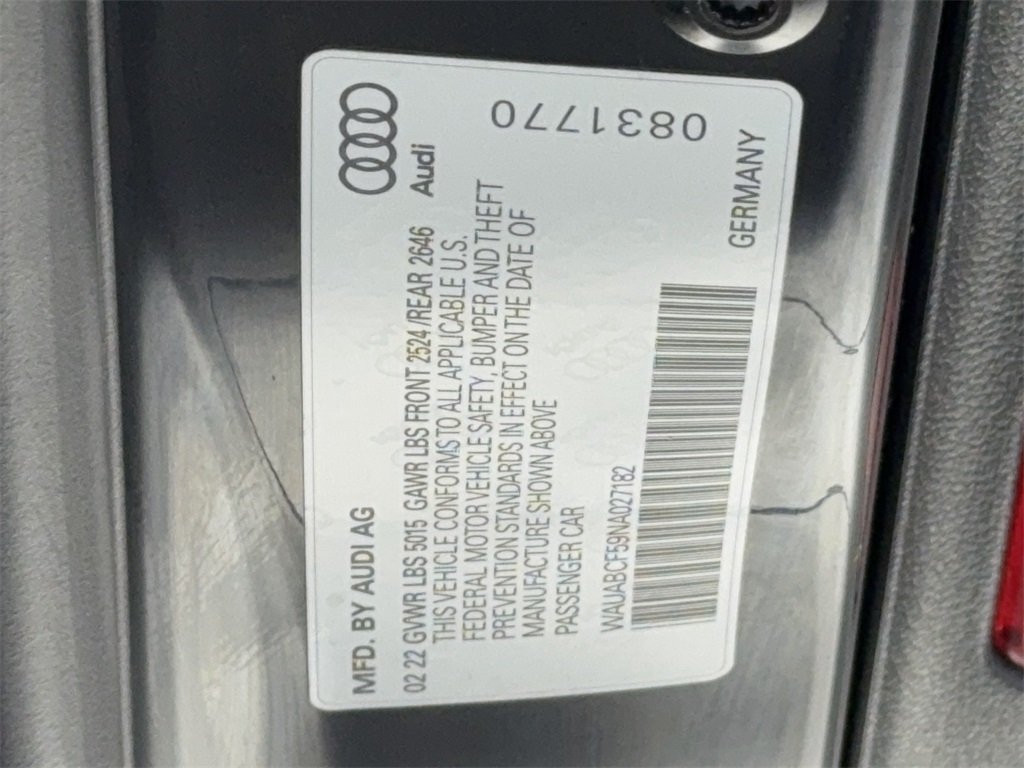 MFD. BY AUDI AG
Audi
02 22 GVWR LBS 5015 GAWR LBS FRONT 2524 /REAR 2646
THIS VEHICLE CONFORMS TO ALL APPLICABLE U.S.
FEDERAL MOTOR VEHICLE SAFETY, BUMPER AND THEFT
PREVENTION STANDARDS IN EFFECT ON THE DATE OF
MANUFACTURE SHOWN ABOVE
PASSENGER CAR
WAUABCF59NA027182
GERMANY
0831770